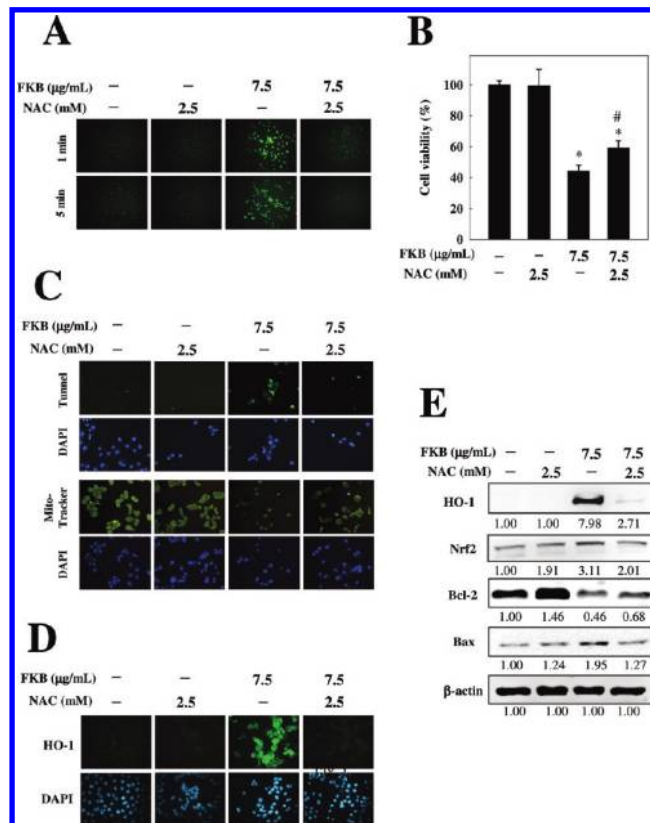 A
FKB (µg/mL) – – 7.5 7.5
NAC (mM) – 2.5 – 2.5
1 min
5 min
B
Cell viability (%)
100
80
60
40
20
0
* # *
FKB (µg/mL) – – 7.5 7.5
NAC (mM) – 2.5 – 2.5
C
FKB (µg/mL) – – 7.5 7.5
NAC (mM) – 2.5 – 2.5
Tunnel
DAPI
Mito-
Tracker
DAPI
D
FKB (µg/mL) – – 7.5 7.5
NAC (mM) – 2.5 – 2.5
HO-1
DAPI
E
FKB (µg/mL) – – 7.5 7.5
NAC (mM) – 2.5 – 2.5
HO-1
1.00 1.00 7.98 2.71
Nrf2
1.00 1.91 3.11 2.01
Bcl-2
1.00 1.46 0.46 0.68
Bax
1.00 1.24 1.95 1.27
β-actin
1.00 1.00 1.00 1.00